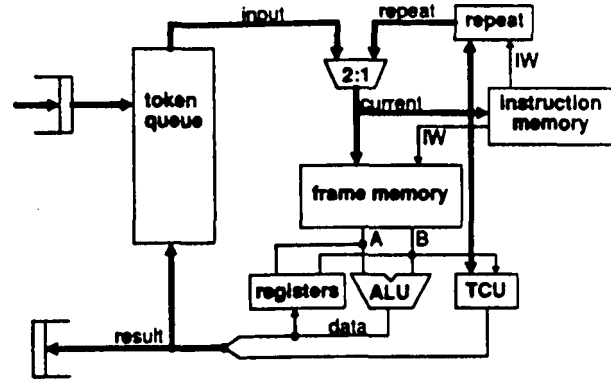 input
repeat
repeat
2:1
IW
token
queue
current
instruction
memory
IW
frame memory
A
B
registers
ALU
TCU
result
data